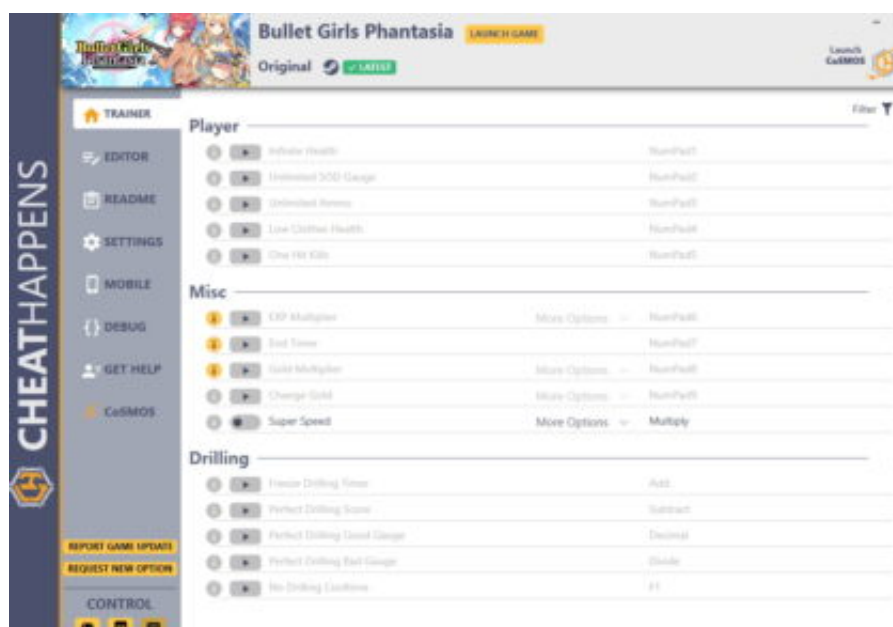 Bullet Girls Phantasia LAUNCH GAME
Original LATEST
Launch
CoSMOS
Bullet Girls
Phantasia
CHEATHAPPENS
TRAINER
EDITOR
README
SETTINGS
MOBILE
DEBUG
GET HELP
CoSMOS
REPORT GAME UPDATE
REQUEST NEW OPTION
CONTROL
Filter
Player
Infinite Health NumPad1
Unlimited SOD Gauge NumPad2
Unlimited Ammo NumPad3
Low Clothes Health NumPad4
One Hit Kills NumPad5
Misc
EXP Multiplier More Options NumPad6
End Timer NumPad7
Gold Multiplier More Options NumPad8
Change Gold More Options NumPad9
Super Speed More Options Multiply
Drilling
Freeze Drilling Timer Add
Perfect Drilling Score Subtract
Perfect Drilling Good Gauge Decimal
Perfect Drilling Bad Gauge Divide
No Drilling Cooldown F1